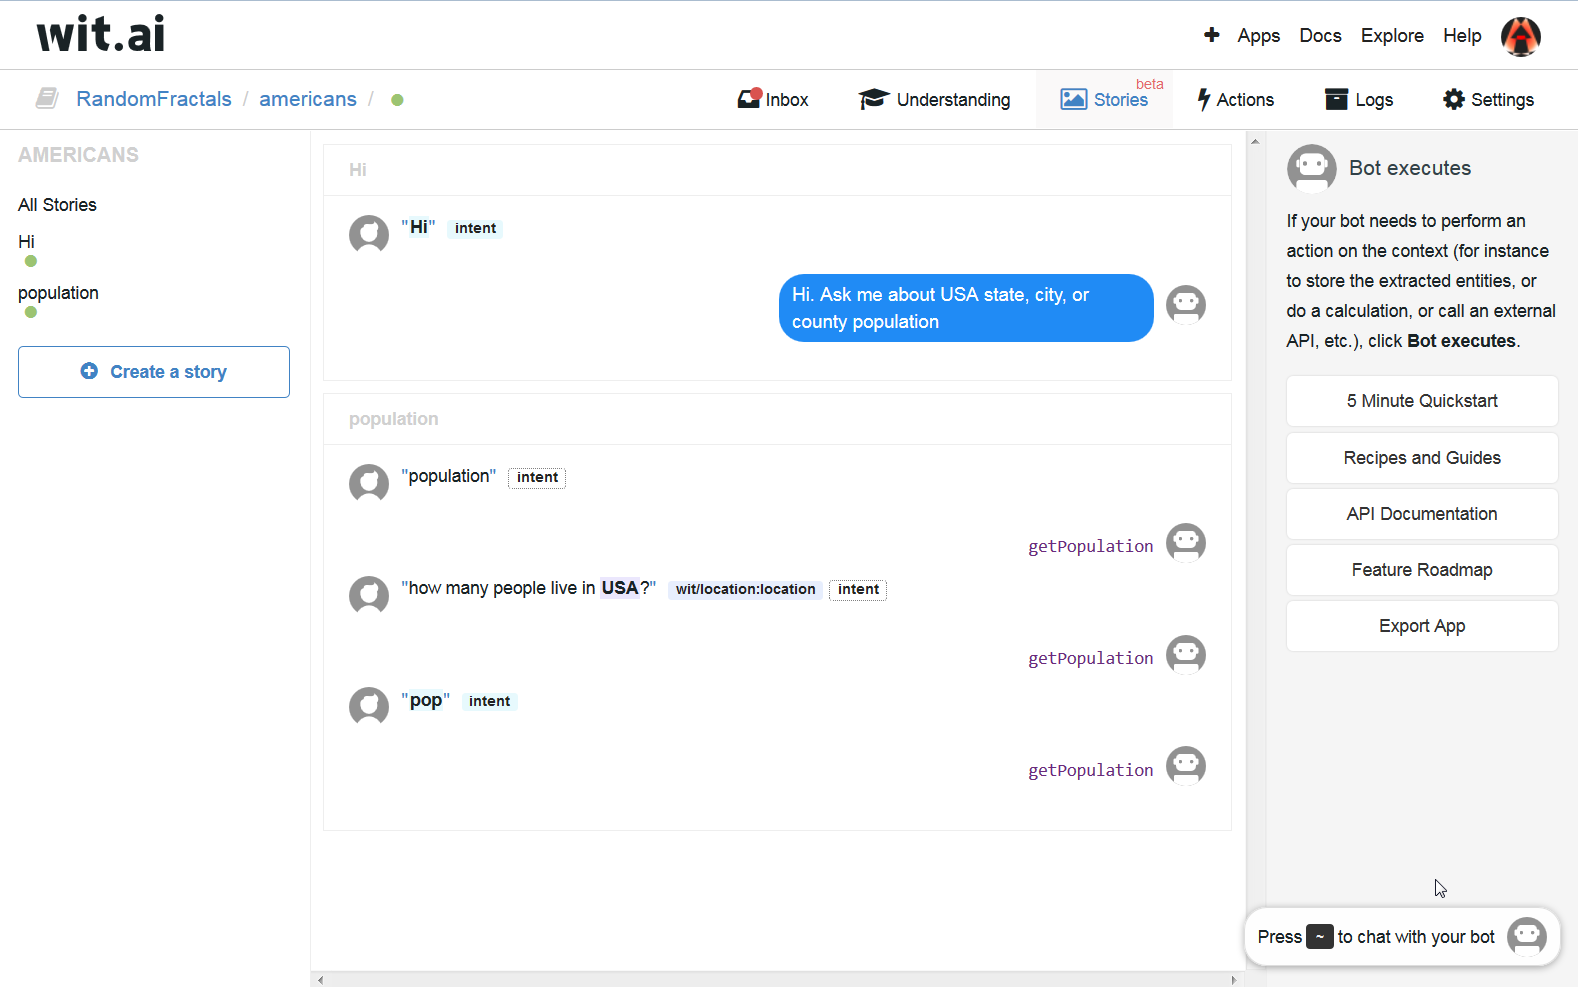 wit.ai
Apps Docs Explore Help
RandomFractals / americans /
Inbox Understanding Stories beta Actions Logs Settings
AMERICANS
All Stories
Hi
population
Create a story
Hi
"Hi" intent
Hi. Ask me about USA state, city, or
county population
population
"population" intent
getPopulation
"how many people live in USA?" wit/location:location intent
getPopulation
"pop" intent
getPopulation
Bot executes
If your bot needs to perform an
action on the context (for instance
to store the extracted entities, or
do a calculation, or call an external
API, etc.), click Bot executes.
5 Minute Quickstart
Recipes and Guides
API Documentation
Feature Roadmap
Export App
Press ~ to chat with your bot